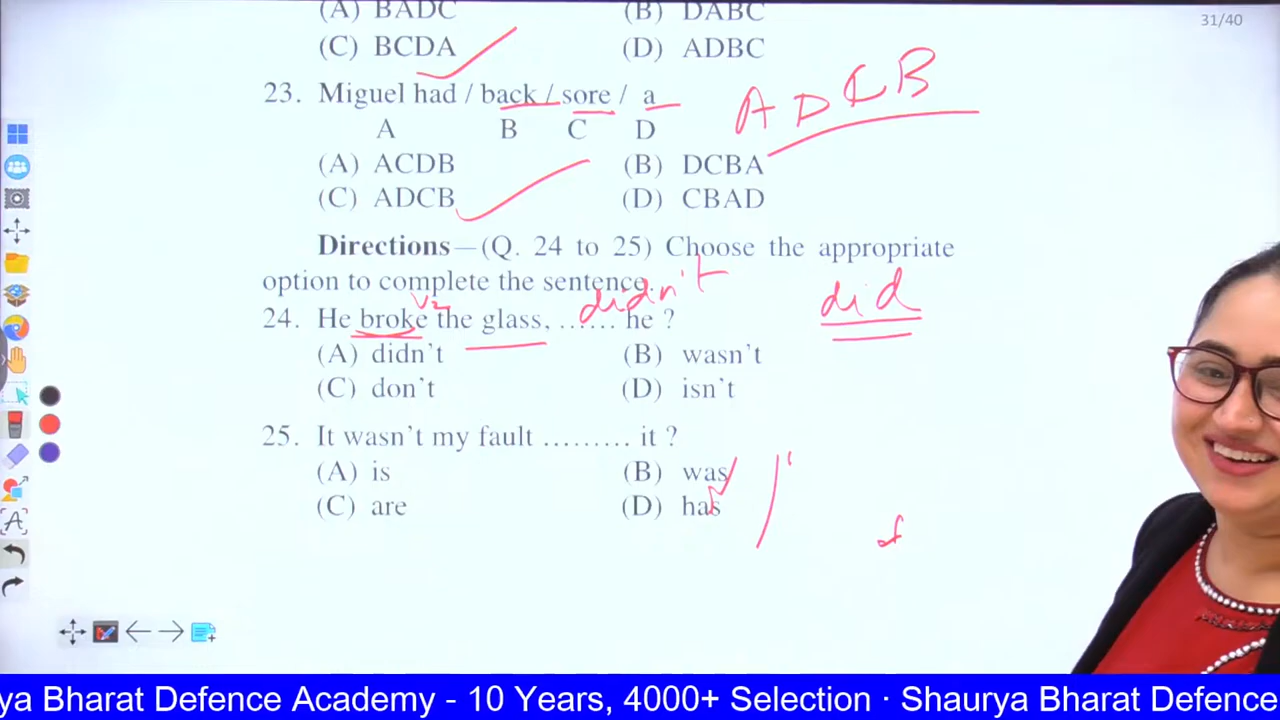 (A) BADC (B) DABC
31/40
(C) BCDA (D) ADBC
23. Miguel had / back / sore / a
A B C D
A D C B
(A) ACDB (B) DCBA
(C) ADCB (D) CBAD
Directions—(Q. 24 to 25) Choose the appropriate
option to complete the sentence.
V2 didn't did
24. He broke the glass, ...... he ?
(A) didn't (B) wasn't
(C) don't (D) isn't
25. It wasn't my fault ......... it ?
(A) is (B) was
(C) are (D) has
ya Bharat Defence Academy - 10 Years, 4000+ Selection · Shaurya Bharat Defence